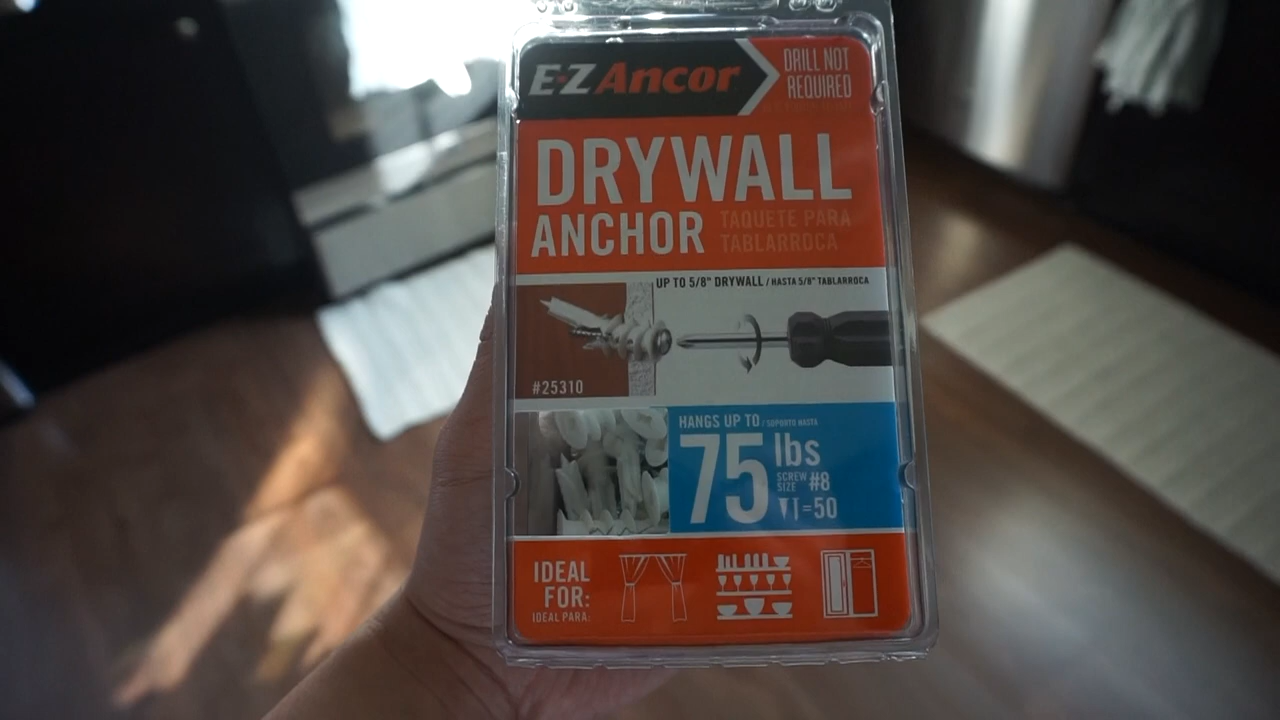 E-Z Ancor
DRILL NOT
REQUIRED
DRYWALL
ANCHOR
TAQUETE PARA
TABLARROCA
UP TO 5/8" DRYWALL / HASTA 5/8" TABLARROCA
#25310
HANGS UP TO / SOPORTO HASTA
75 lbs
SCREW SIZE #8
=50
IDEAL
FOR:
IDEAL PARA: